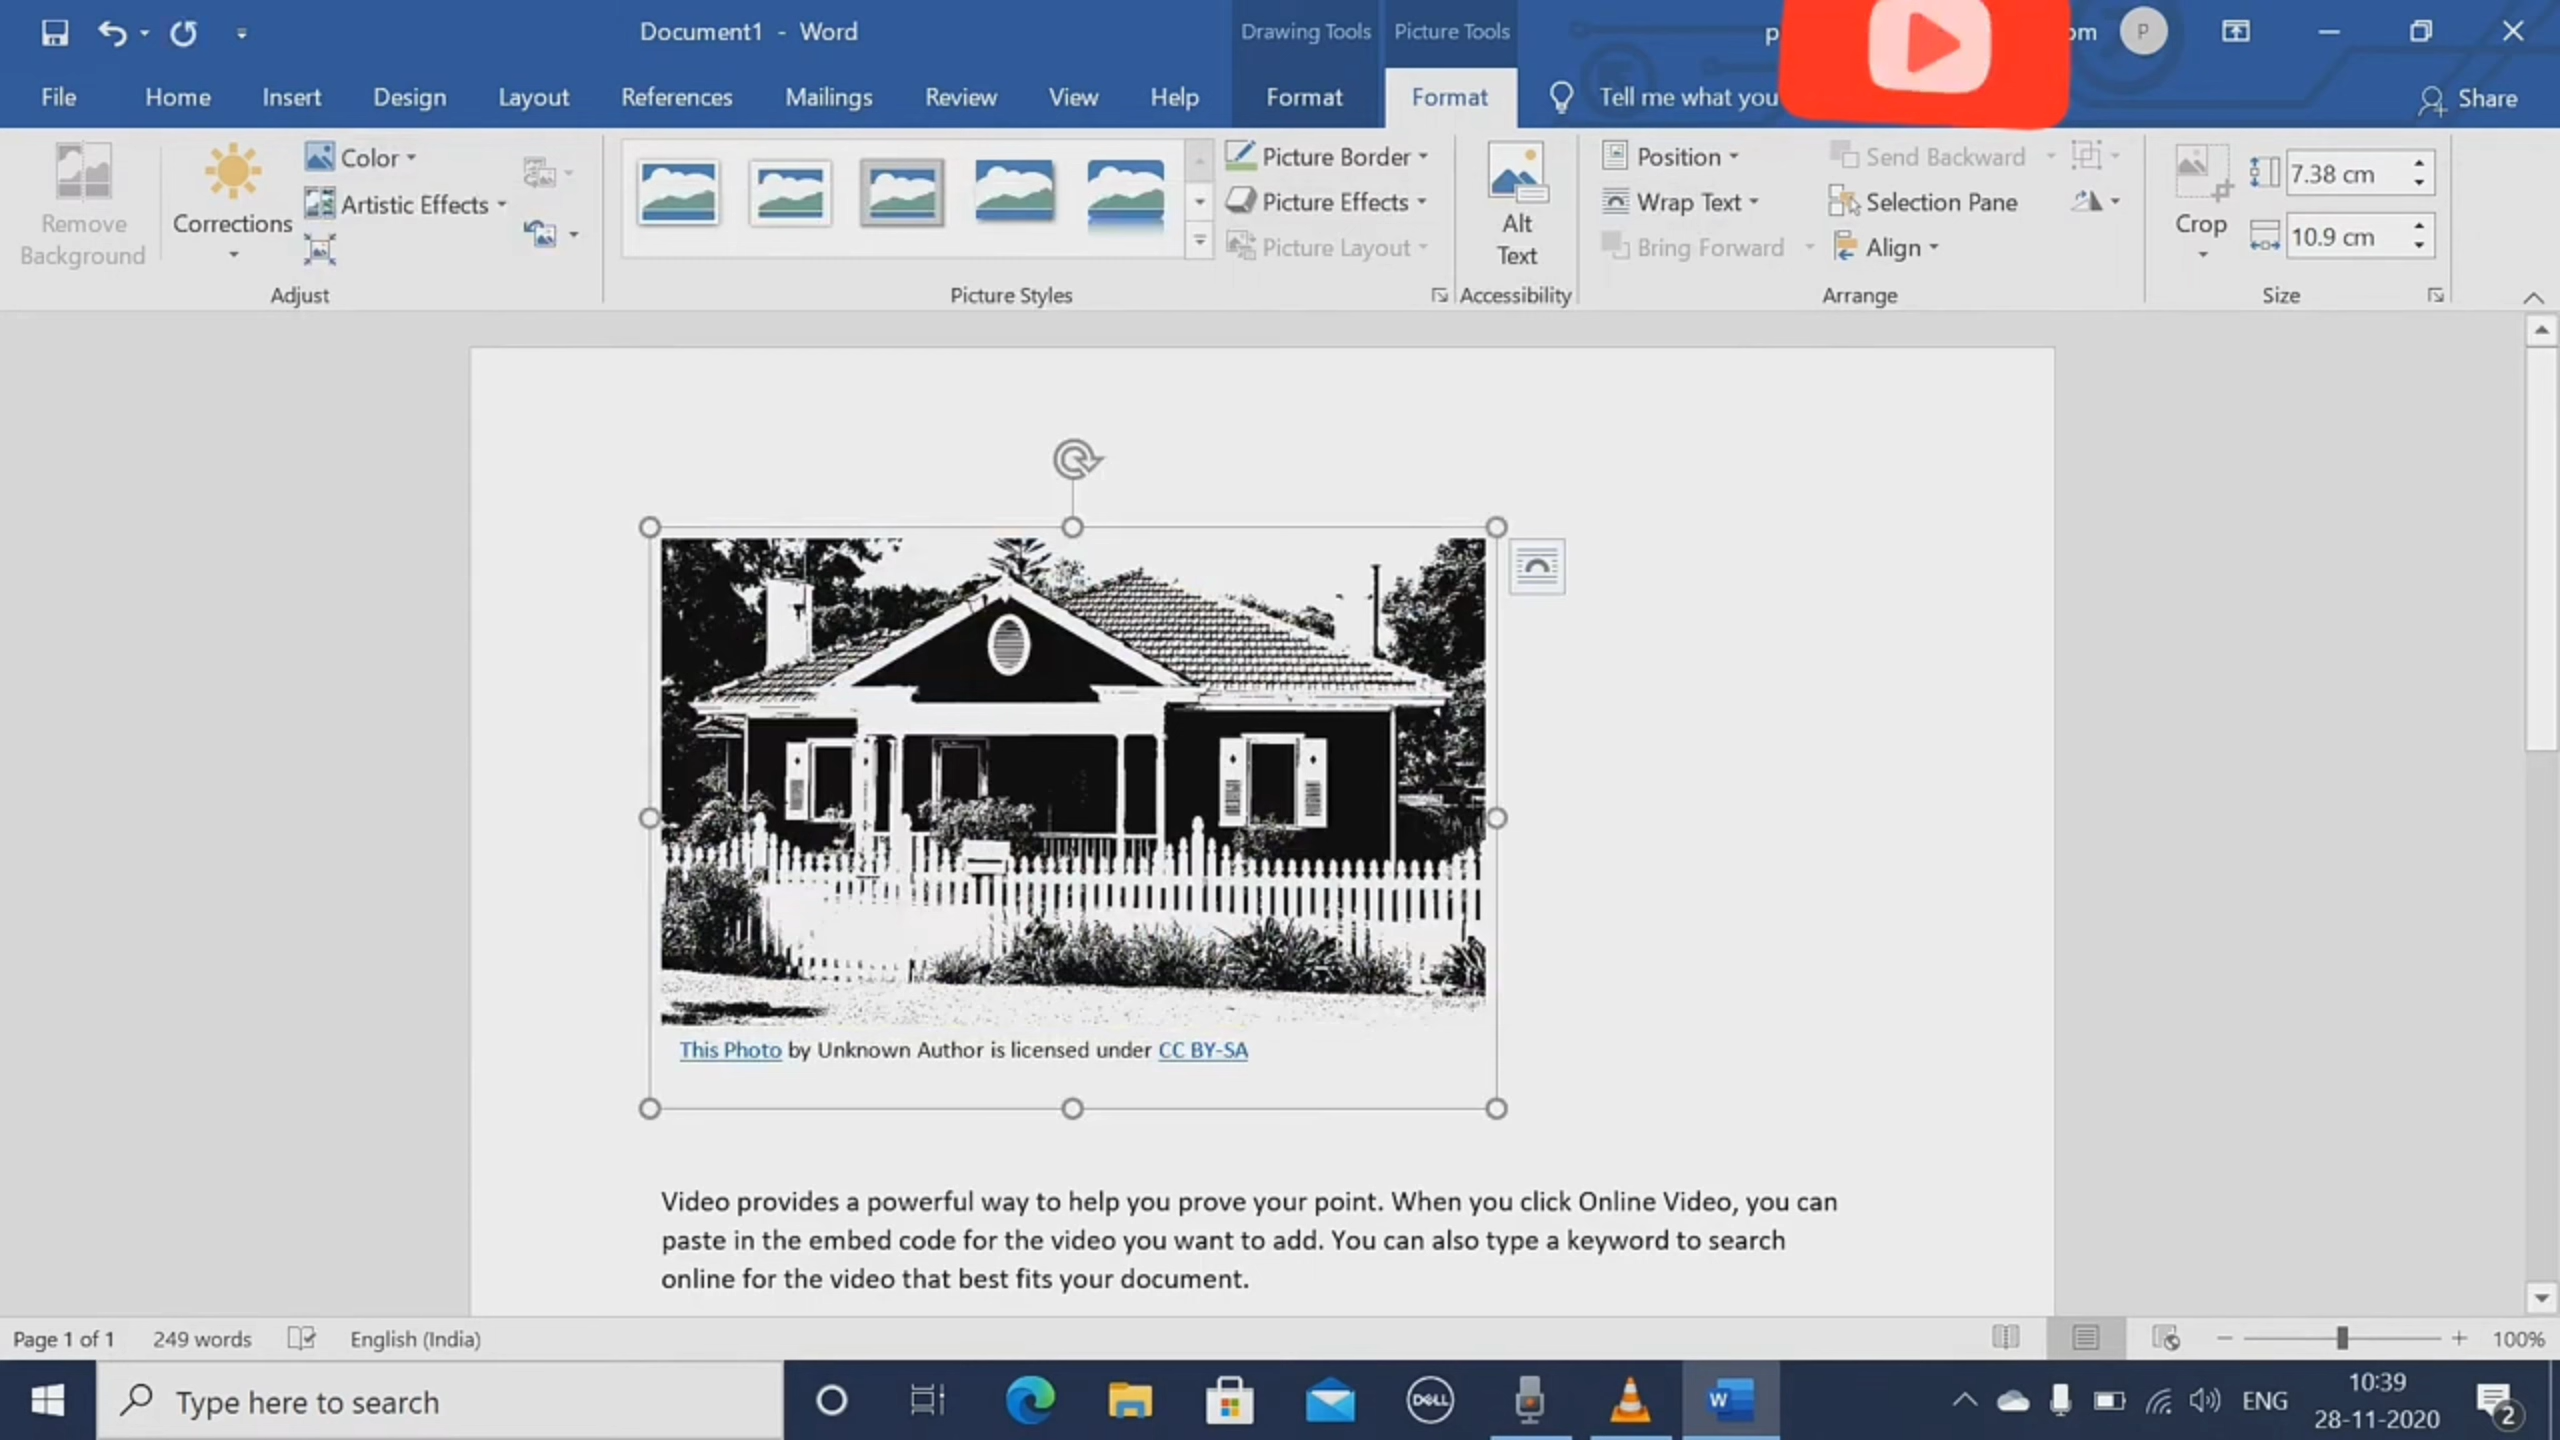 Document1 - Word
Drawing Tools
Picture Tools
P
File
Home
Insert
Design
Layout
References
Mailings
Review
View
Help
Format
Format
Tell me what you
Share
Remove
Background
Corrections
Color
Artistic Effects
Adjust
Picture Styles
Picture Border
Picture Effects
Picture Layout
Alt
Text
Accessibility
Position
Wrap Text
Bring Forward
Send Backward
Selection Pane
Align
Arrange
Crop
7.38 cm
10.9 cm
Size
This Photo by Unknown Author is licensed under CC BY-SA
Video provides a powerful way to help you prove your point. When you click Online Video, you can
paste in the embed code for the video you want to add. You can also type a keyword to search
online for the video that best fits your document.
Page 1 of 1
249 words
English (India)
100%
Type here to search
DELL
W
ENG
10:39
28-11-2020
2